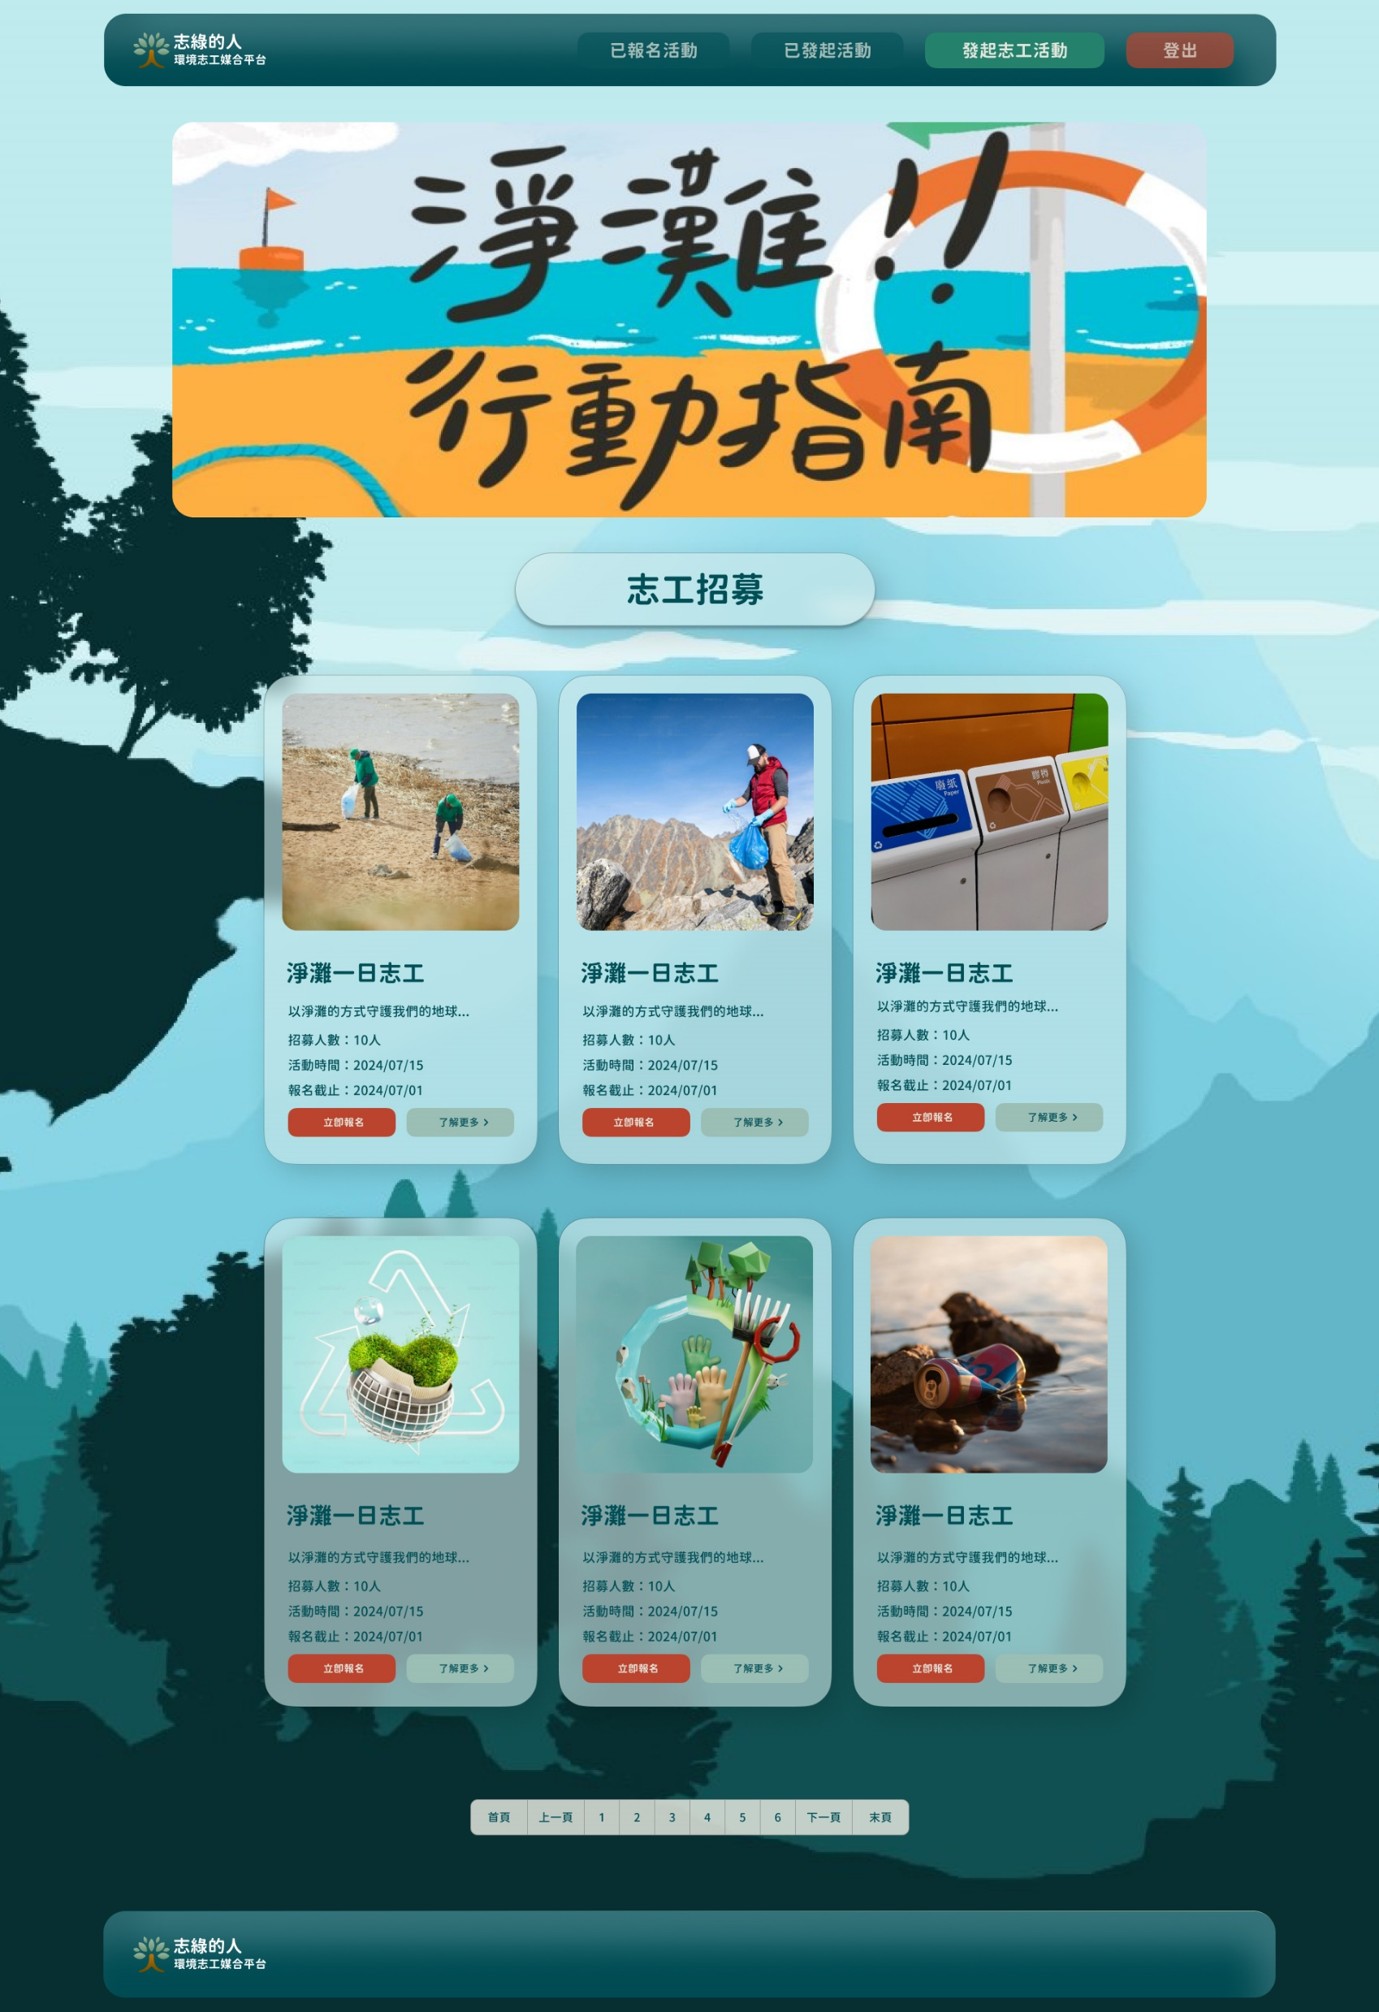 志綠的人
環境志工媒合平台
已報名活動
已發起活動
發起志工活動
登出
淨灘!!
行動指南
志工招募
廢紙
Paper
膠樽
Plastic
淨灘一日志工
以淨灘的方式守護我們的地球...
招募人數：10人
活動時間：2024/07/15
報名截止：2024/07/01
立即報名
了解更多 >
淨灘一日志工
以淨灘的方式守護我們的地球...
招募人數：10人
活動時間：2024/07/15
報名截止：2024/07/01
立即報名
了解更多 >
淨灘一日志工
以淨灘的方式守護我們的地球...
招募人數：10人
活動時間：2024/07/15
報名截止：2024/07/01
立即報名
了解更多 >
淨灘一日志工
以淨灘的方式守護我們的地球...
招募人數：10人
活動時間：2024/07/15
報名截止：2024/07/01
立即報名
了解更多 >
淨灘一日志工
以淨灘的方式守護我們的地球...
招募人數：10人
活動時間：2024/07/15
報名截止：2024/07/01
立即報名
了解更多 >
淨灘一日志工
以淨灘的方式守護我們的地球...
招募人數：10人
活動時間：2024/07/15
報名截止：2024/07/01
立即報名
了解更多 >
首頁 上一頁 1 2 3 4 5 6 下一頁 末頁
志綠的人
環境志工媒合平台